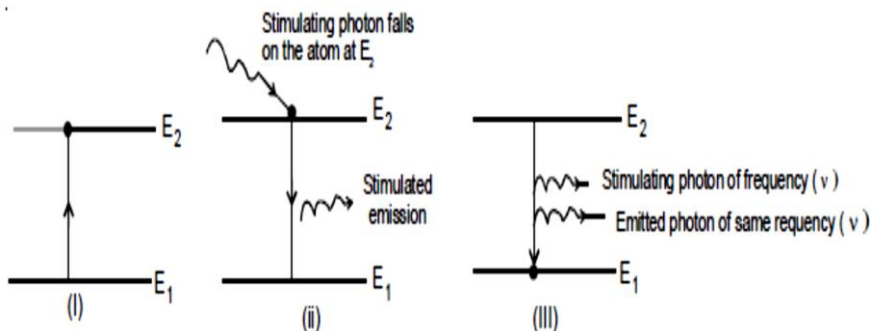 Stimulating photon falls
on the atom at E2
E2
E1
(I)
E2
Stimulated
emission
E1
(ii)
E2
Stimulating photon of frequency (ν)
Emitted photon of same requency (ν)
E1
(III)